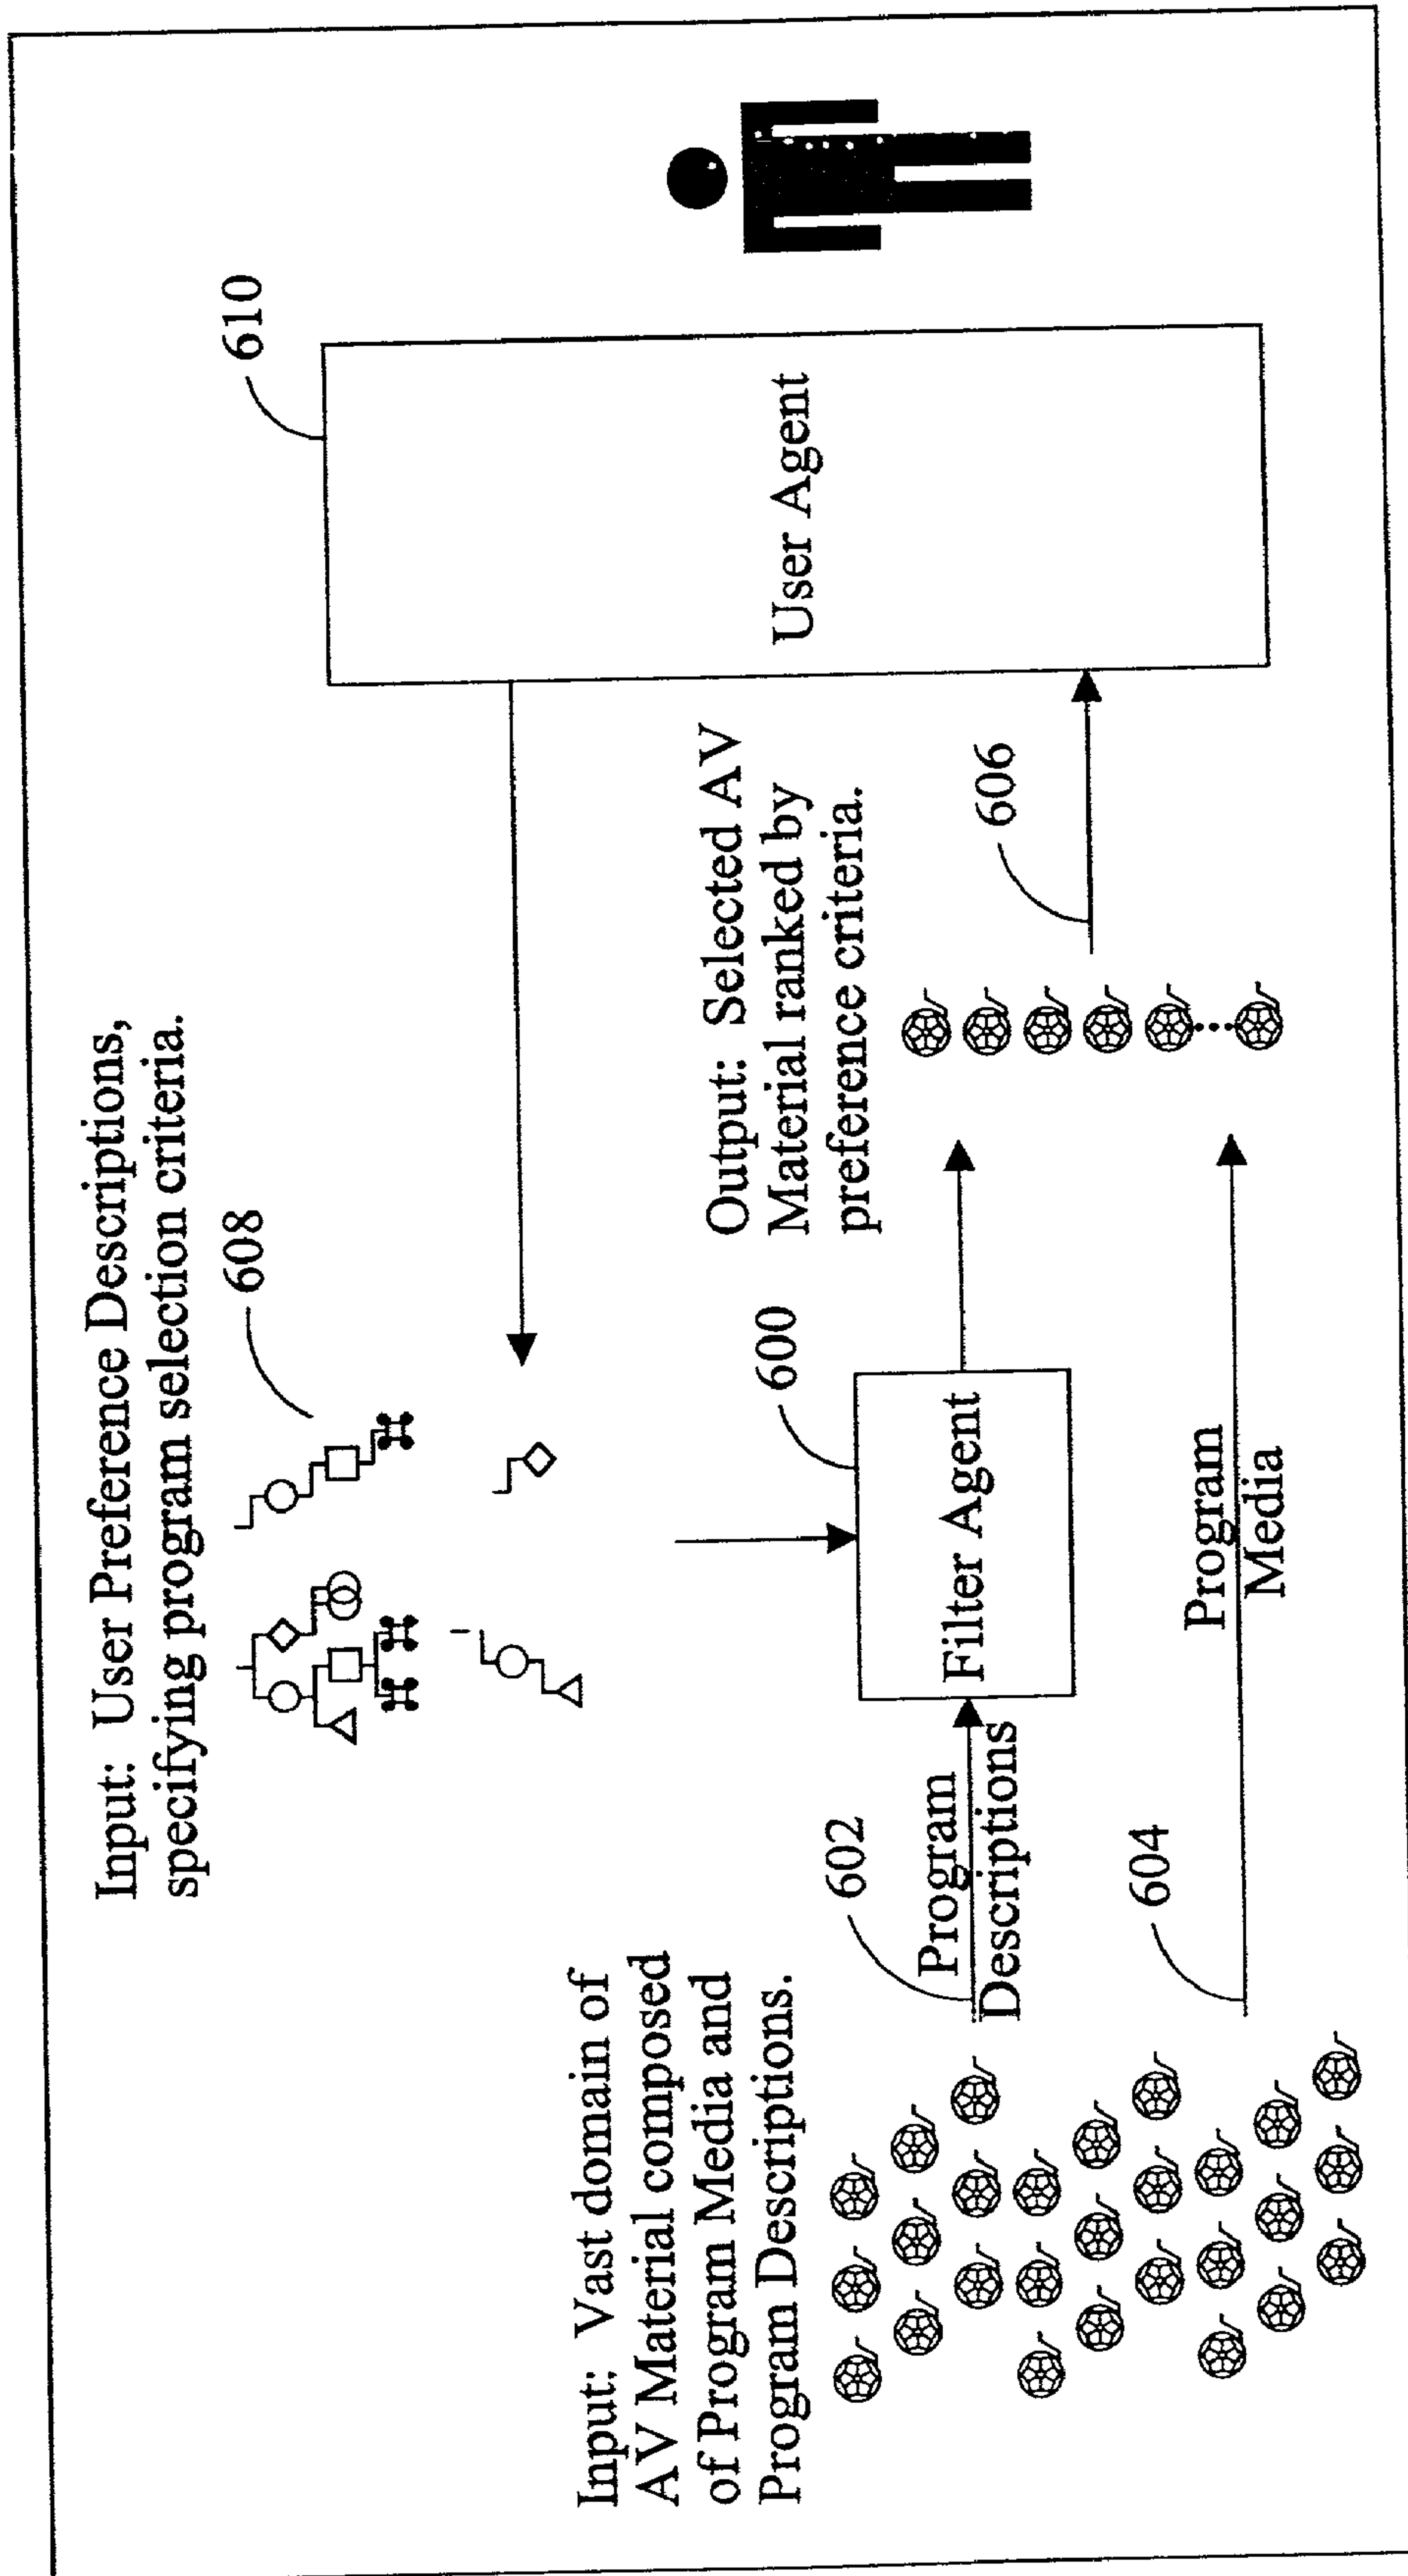 Input: User Preference Descriptions,
specifying program selection criteria.
608
610
Input: Vast domain of
AV Material composed
of Program Media and
Program Descriptions.
602
Program
Descriptions
604
600
Filter Agent
Program
Media
Output: Selected AV
Material ranked by
preference criteria.
606
User Agent